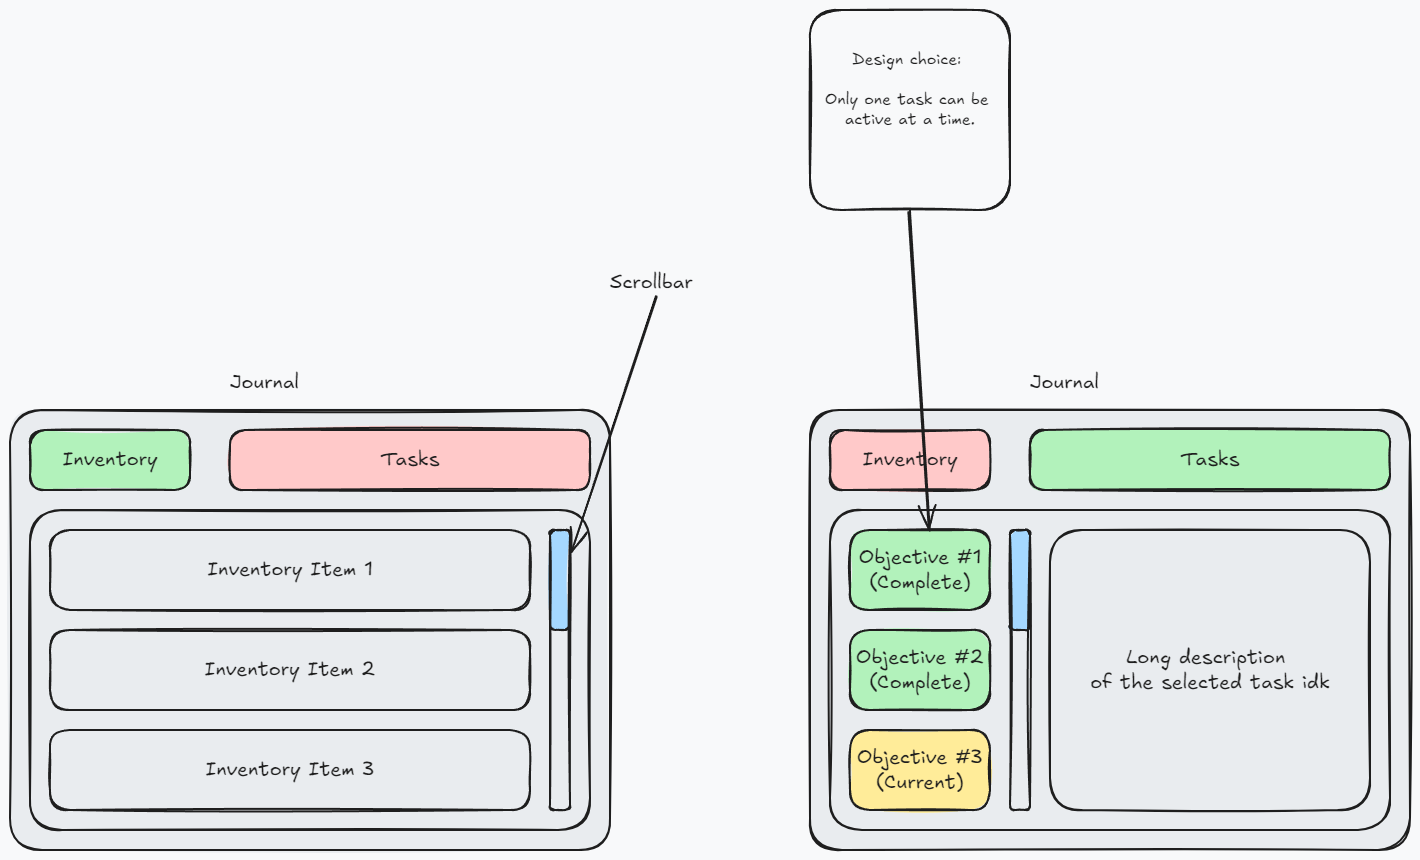 Design choice:
Only one task can be
active at a time.
Scrollbar
Journal
Inventory
Tasks
Inventory Item 1
Inventory Item 2
Inventory Item 3
Journal
Inventory
Tasks
Objective #1
(Complete)
Objective #2
(Complete)
Objective #3
(Current)
Long description
of the selected task idk